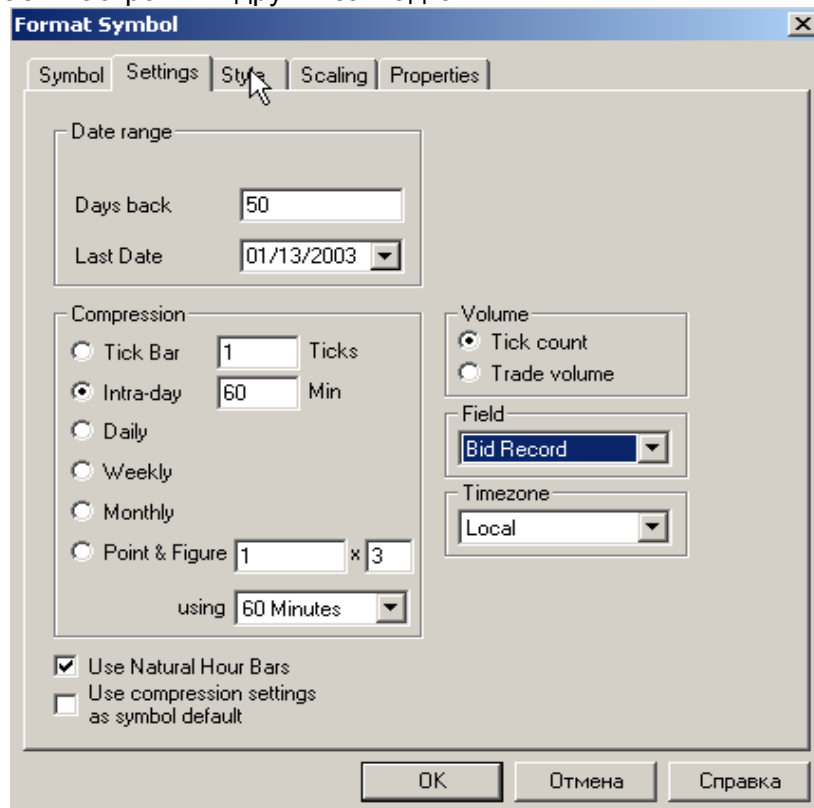 Format Symbol
Symbol Settings Style Scaling Properties
Date range
Days back 50
Last Date 01/13/2003
Compression
Tick Bar 1 Ticks
Intra-day 60 Min
Daily
Weekly
Monthly
Point & Figure 1 x 3
using 60 Minutes
Volume
Tick count
Trade volume
Field
Bid Record
Timezone
Local
Use Natural Hour Bars
Use compression settings
as symbol default
OK Отмена Справка